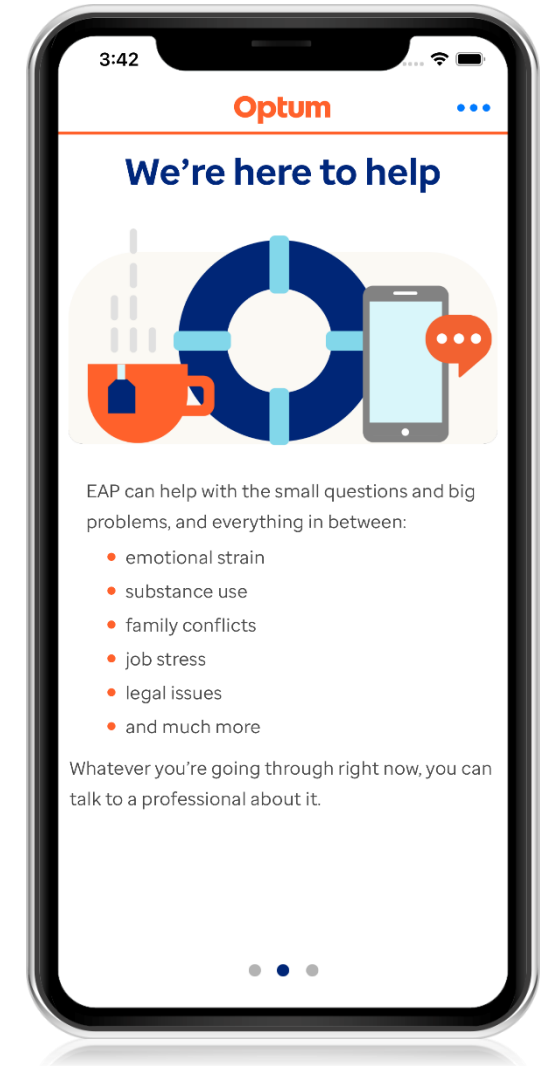 3:42
Optum
We’re here to help
EAP can help with the small questions and big
problems, and everything in between:
emotional strain
substance use
family conflicts
job stress
legal issues
and much more
Whatever you’re going through right now, you can
talk to a professional about it.